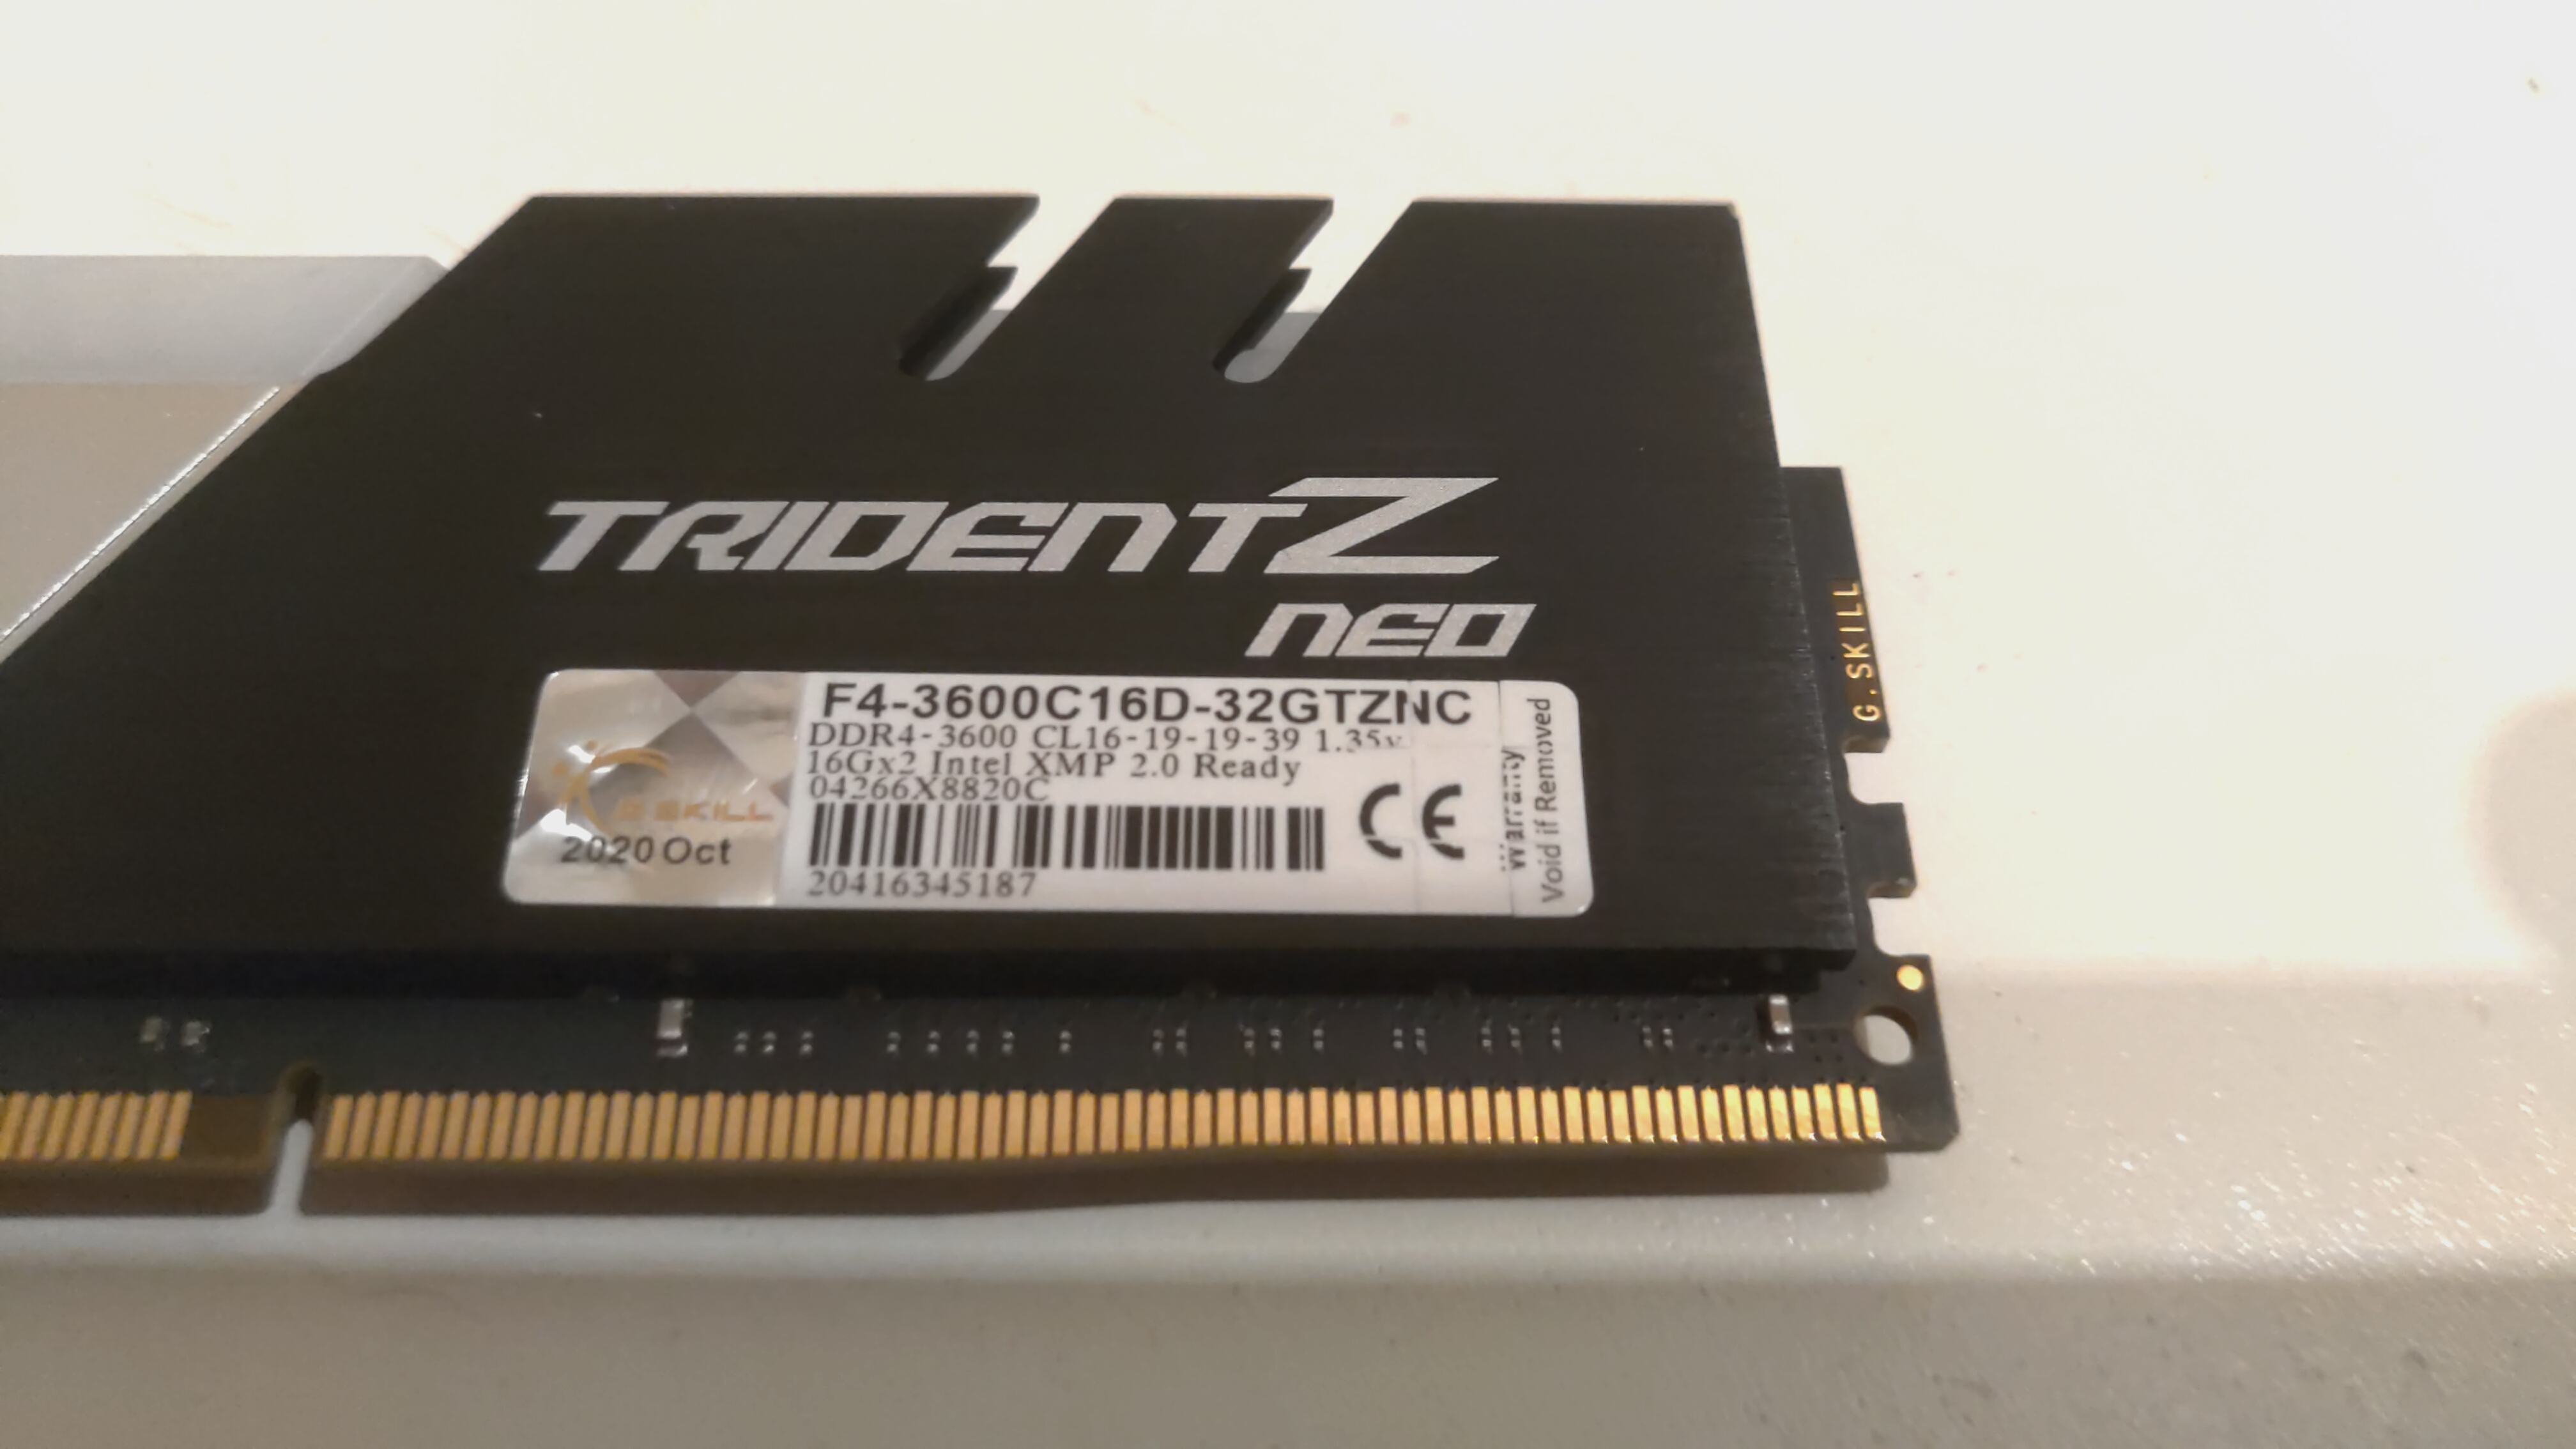 TRIDENTZ
NEO
F4-3600C16D-32GTZNC
DDR4-3600 CL16-19-19-39 1.35v
16Gx2 Intel XMP 2.0 Ready
04266X8820C
G.SKILL
2020 Oct
CE
20416345187
Warranty
Void if Removed
G.SKILL